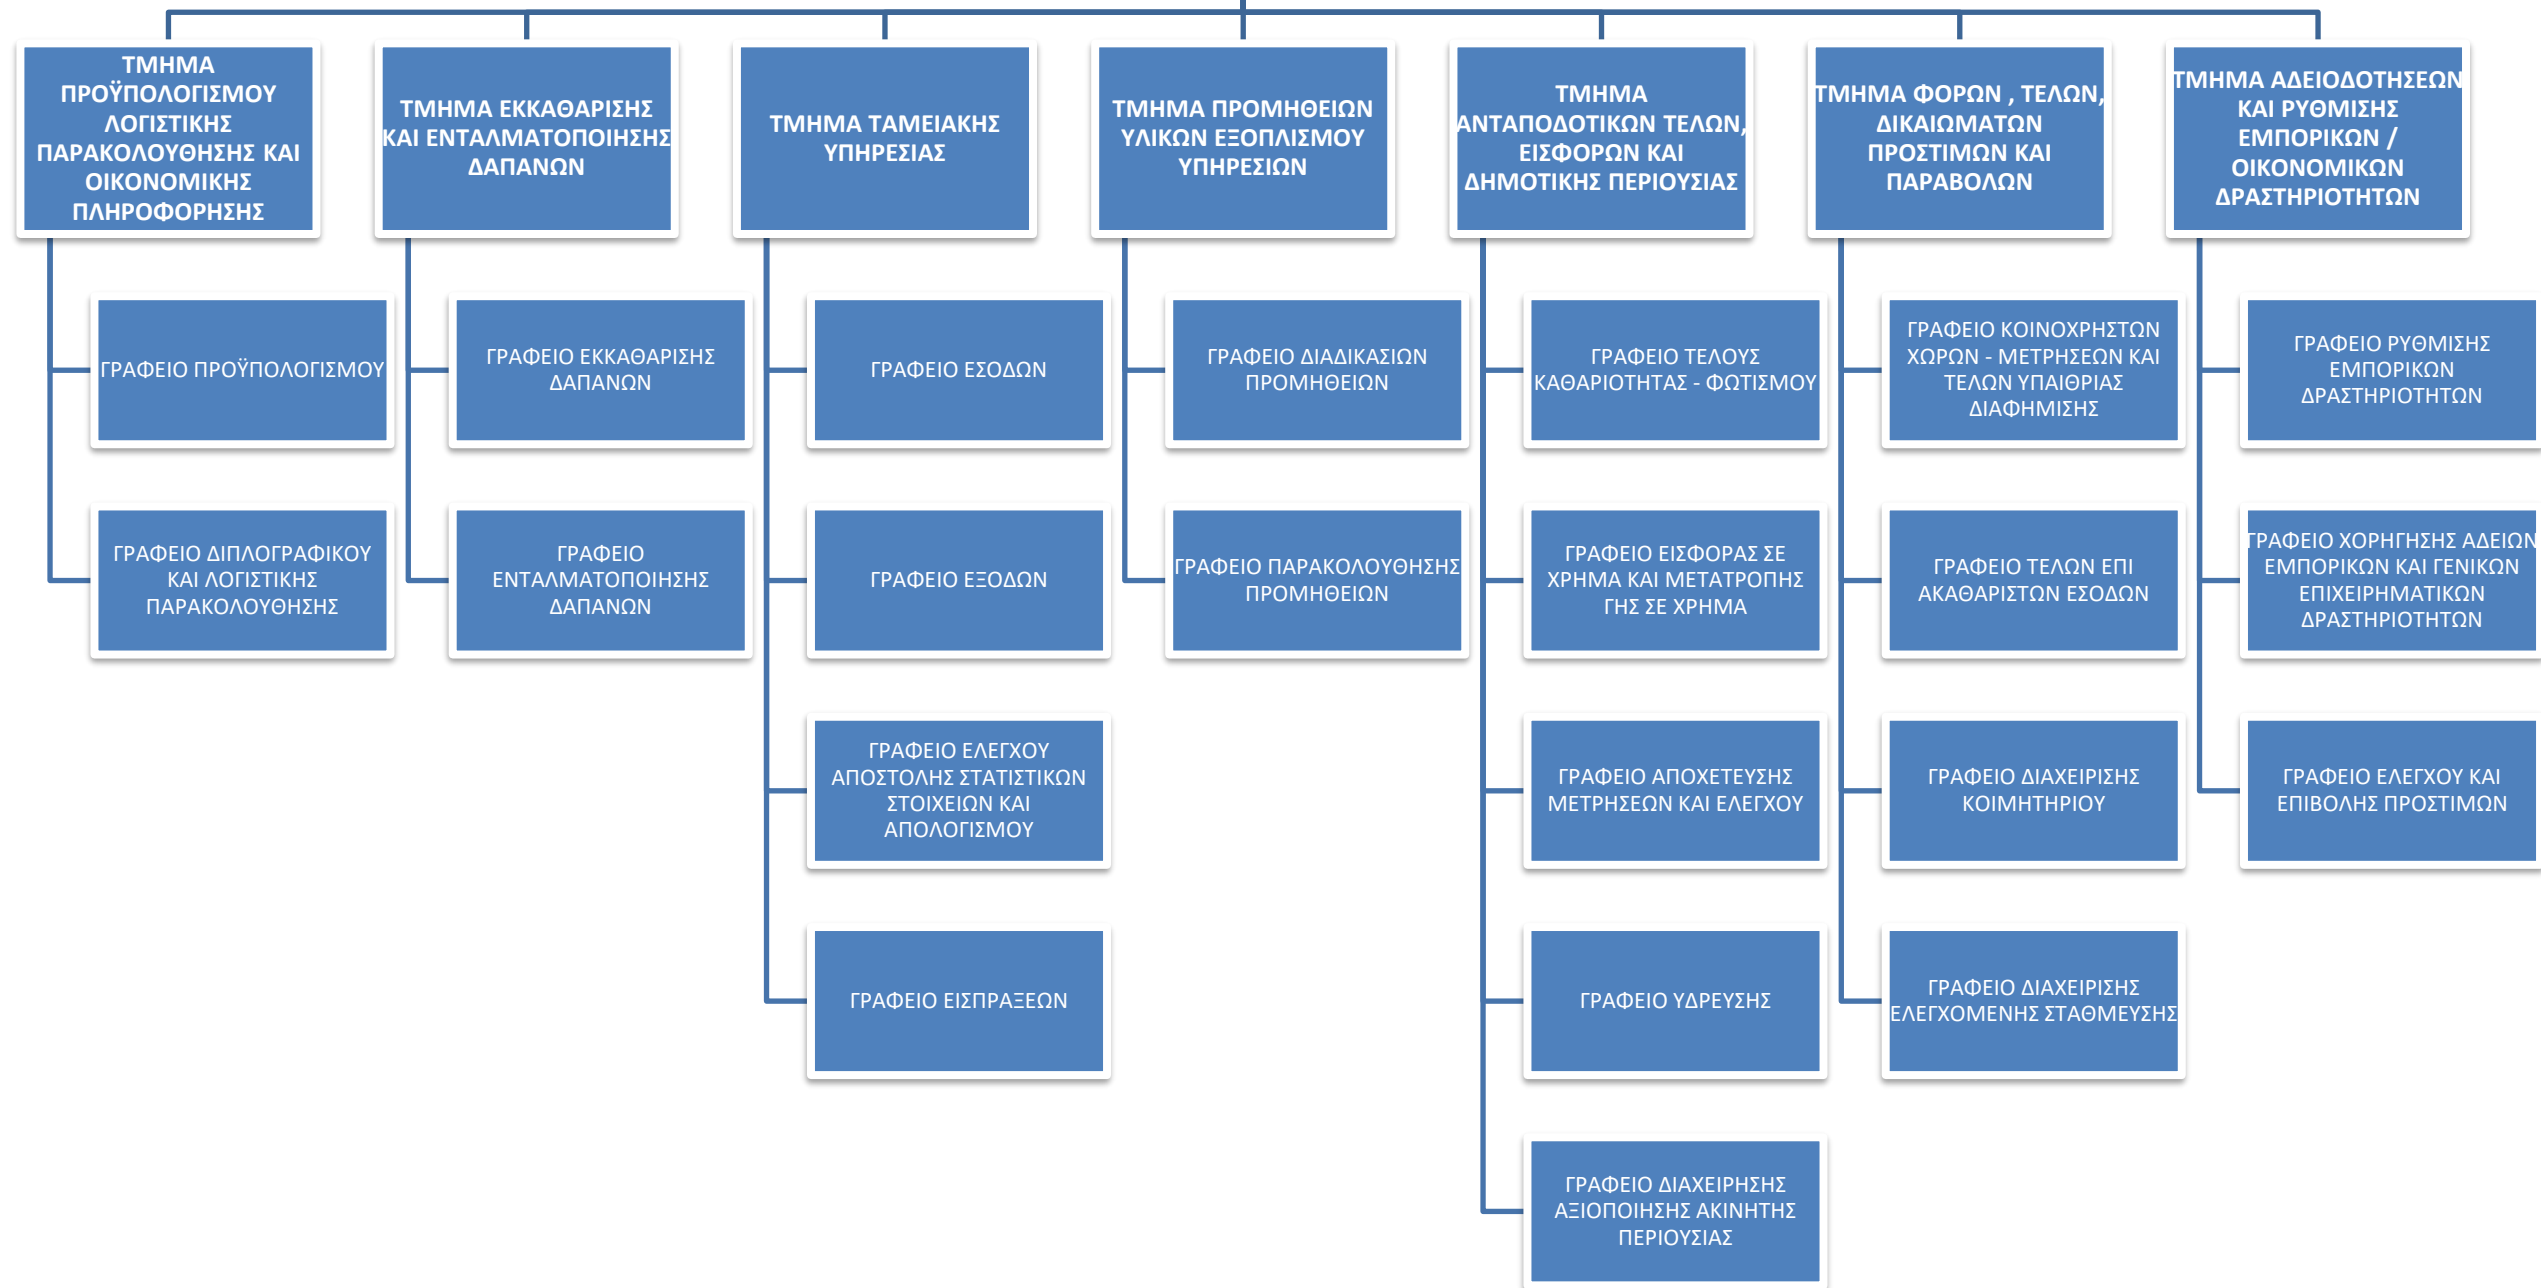 ΤΜΗΜΑ
ΠΡΟΫΠΟΛΟΓΙΣΜΟΥ
ΛΟΓΙΣΤΙΚΗΣ
ΠΑΡΑΚΟΛΟΥΘΗΣΗΣ ΚΑΙ
ΟΙΚΟΝΟΜΙΚΗΣ
ΠΛΗΡΟΦΟΡΗΣΗΣ
ΓΡΑΦΕΙΟ ΠΡΟΫΠΟΛΟΓΙΣΜΟΥ
ΓΡΑΦΕΙΟ ΔΙΠΛΟΓΡΑΦΙΚΟΥ
ΚΑΙ ΛΟΓΙΣΤΙΚΗΣ
ΠΑΡΑΚΟΛΟΥΘΗΣΗΣ
ΤΜΗΜΑ ΕΚΚΑΘΑΡΙΣΗΣ
ΚΑΙ ΕΝΤΑΛΜΑΤΟΠΟΙΗΣΗΣ
ΔΑΠΑΝΩΝ
ΓΡΑΦΕΙΟ ΕΚΚΑΘΑΡΙΣΗΣ
ΔΑΠΑΝΩΝ
ΓΡΑΦΕΙΟ
ΕΝΤΑΛΜΑΤΟΠΟΙΗΣΗΣ
ΔΑΠΑΝΩΝ
ΤΜΗΜΑ ΤΑΜΕΙΑΚΗΣ
ΥΠΗΡΕΣΙΑΣ
ΓΡΑΦΕΙΟ ΕΣΟΔΩΝ
ΓΡΑΦΕΙΟ ΕΞΟΔΩΝ
ΓΡΑΦΕΙΟ ΕΛΕΓΧΟΥ
ΑΠΟΣΤΟΛΗΣ ΣΤΑΤΙΣΤΙΚΩΝ
ΣΤΟΙΧΕΙΩΝ ΚΑΙ
ΑΠΟΛΟΓΙΣΜΟΥ
ΓΡΑΦΕΙΟ ΕΙΣΠΡΑΞΕΩΝ
ΤΜΗΜΑ ΠΡΟΜΗΘΕΙΩΝ
ΥΛΙΚΩΝ ΕΞΟΠΛΙΣΜΟΥ
ΥΠΗΡΕΣΙΩΝ
ΓΡΑΦΕΙΟ ΔΙΑΔΙΚΑΣΙΩΝ
ΠΡΟΜΗΘΕΙΩΝ
ΓΡΑΦΕΙΟ ΠΑΡΑΚΟΛΟΥΘΗΣΗΣ
ΠΡΟΜΗΘΕΙΩΝ
ΤΜΗΜΑ
ΑΝΤΑΠΟΔΟΤΙΚΩΝ ΤΕΛΩΝ,
ΕΙΣΦΟΡΩΝ ΚΑΙ
ΔΗΜΟΤΙΚΗΣ ΠΕΡΙΟΥΣΙΑΣ
ΓΡΑΦΕΙΟ ΤΕΛΟΥΣ
ΚΑΘΑΡΙΟΤΗΤΑΣ - ΦΩΤΙΣΜΟΥ
ΓΡΑΦΕΙΟ ΕΙΣΦΟΡΑΣ ΣΕ
ΧΡΗΜΑ ΚΑΙ ΜΕΤΑΤΡΟΠΗΣ
ΓΗΣ ΣΕ ΧΡΗΜΑ
ΓΡΑΦΕΙΟ ΑΠΟΧΕΤΕΥΣΗΣ
ΜΕΤΡΗΣΕΩΝ ΚΑΙ ΕΛΕΓΧΟΥ
ΓΡΑΦΕΙΟ ΥΔΡΕΥΣΗΣ
ΓΡΑΦΕΙΟ ΔΙΑΧΕΙΡΗΣΗΣ
ΑΞΙΟΠΟΙΗΣΗΣ ΑΚΙΝΗΤΗΣ
ΠΕΡΙΟΥΣΙΑΣ
ΤΜΗΜΑ ΦΟΡΩΝ , ΤΕΛΩΝ,
ΔΙΚΑΙΩΜΑΤΩΝ
ΠΡΟΣΤΙΜΩΝ ΚΑΙ
ΠΑΡΑΒΟΛΩΝ
ΓΡΑΦΕΙΟ ΚΟΙΝΟΧΡΗΣΤΩΝ
ΧΩΡΩΝ - ΜΕΤΡΗΣΕΩΝ ΚΑΙ
ΤΕΛΩΝ ΥΠΑΙΘΡΙΑΣ
ΔΙΑΦΗΜΙΣΗΣ
ΓΡΑΦΕΙΟ ΤΕΛΩΝ ΕΠΙ
ΑΚΑΘΑΡΙΣΤΩΝ ΕΣΟΔΩΝ
ΓΡΑΦΕΙΟ ΔΙΑΧΕΙΡΙΣΗΣ
ΚΟΙΜΗΤΗΡΙΟΥ
ΓΡΑΦΕΙΟ ΔΙΑΧΕΙΡΙΣΗΣ
ΕΛΕΓΧΟΜΕΝΗΣ ΣΤΑΘΜΕΥΣΗΣ
ΤΜΗΜΑ ΑΔΕΙΟΔΟΤΗΣΕΩΝ
ΚΑΙ ΡΥΘΜΙΣΗΣ
ΕΜΠΟΡΙΚΩΝ /
ΟΙΚΟΝΟΜΙΚΩΝ
ΔΡΑΣΤΗΡΙΟΤΗΤΩΝ
ΓΡΑΦΕΙΟ ΡΥΘΜΙΣΗΣ
ΕΜΠΟΡΙΚΩΝ
ΔΡΑΣΤΗΡΙΟΤΗΤΩΝ
ΓΡΑΦΕΙΟ ΧΟΡΗΓΗΣΗΣ ΑΔΕΙΩΝ
ΕΜΠΟΡΙΚΩΝ ΚΑΙ ΓΕΝΙΚΩΝ
ΕΠΙΧΕΙΡΗΜΑΤΙΚΩΝ
ΔΡΑΣΤΗΡΙΟΤΗΤΩΝ
ΓΡΑΦΕΙΟ ΕΛΕΓΧΟΥ ΚΑΙ
ΕΠΙΒΟΛΗΣ ΠΡΟΣΤΙΜΩΝ